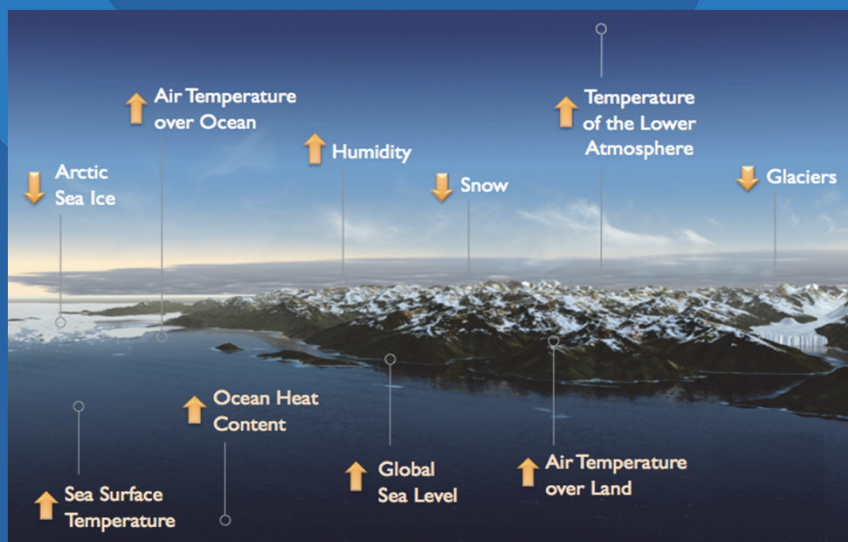 Air Temperature
over Ocean
Temperature
of the Lower
Atmosphere
Humidity
Arctic
Sea Ice
Snow
Glaciers
Ocean Heat
Content
Global
Sea Level
Air Temperature
over Land
Sea Surface
Temperature